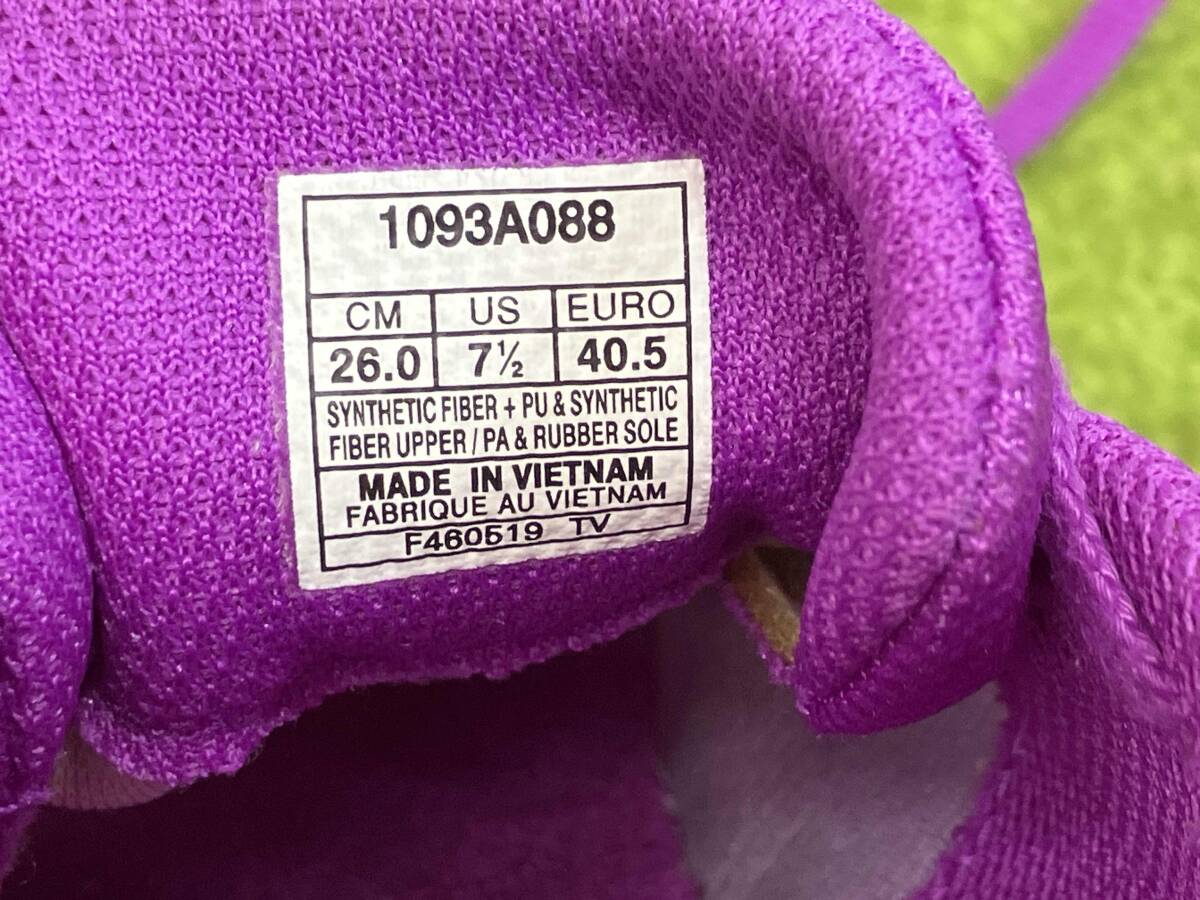 1093A088
CM US EURO
26.0 7½ 40.5
SYNTHETIC FIBER + PU & SYNTHETIC
FIBER UPPER / PA & RUBBER SOLE
MADE IN VIETNAM
FABRIQUE AU VIETNAM
F460519 TV